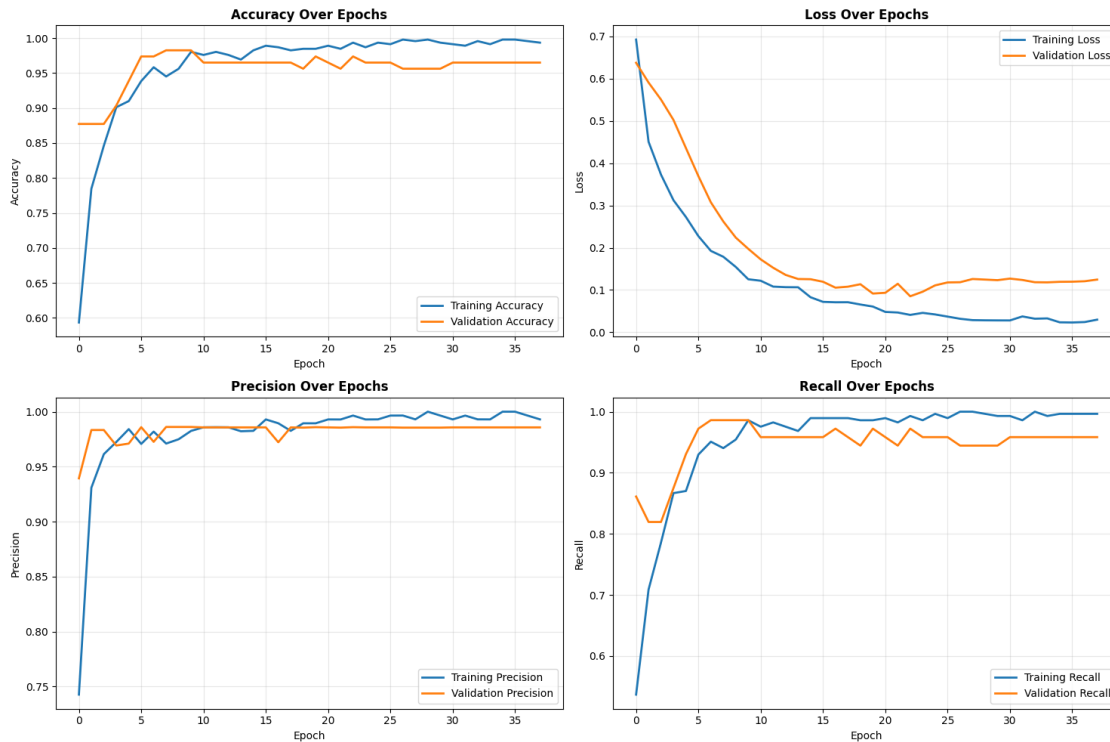 Accuracy Over Epochs
1.00
0.95
0.90
0.85
0.80
0.75
0.70
0.65
0.60
Accuracy
Training Accuracy
Validation Accuracy
0 5 10 15 20 25 30 35
Epoch
Loss Over Epochs
0.7
0.6
0.5
0.4
0.3
0.2
0.1
0.0
Loss
Training Loss
Validation Loss
0 5 10 15 20 25 30 35
Epoch
Precision Over Epochs
1.00
0.95
0.90
0.85
0.80
0.75
Precision
Training Precision
Validation Precision
0 5 10 15 20 25 30 35
Epoch
Recall Over Epochs
1.0
0.9
0.8
0.7
0.6
Recall
Training Recall
Validation Recall
0 5 10 15 20 25 30 35
Epoch